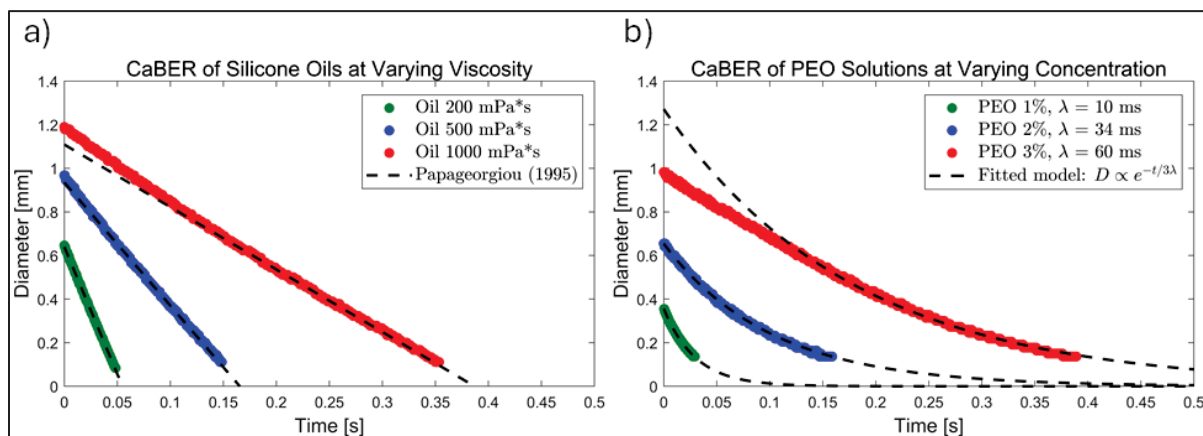 a)
CaBER of Silicone Oils at Varying Viscosity
Diameter [mm]
1.4
1.2
1
0.8
0.6
0.4
0.2
0
Oil 200 mPa*s
Oil 500 mPa*s
Oil 1000 mPa*s
Papageorgiou (1995)
0 0.05 0.1 0.15 0.2 0.25 0.3 0.35 0.4 0.45 0.5
Time [s]
b)
CaBER of PEO Solutions at Varying Concentration
Diameter [mm]
1.4
1.2
1
0.8
0.6
0.4
0.2
0
PEO 1%, λ = 10 ms
PEO 2%, λ = 34 ms
PEO 3%, λ = 60 ms
Fitted model: D ∝ e^{-t/3λ}
0 0.05 0.1 0.15 0.2 0.25 0.3 0.35 0.4 0.45 0.5
Time [s]